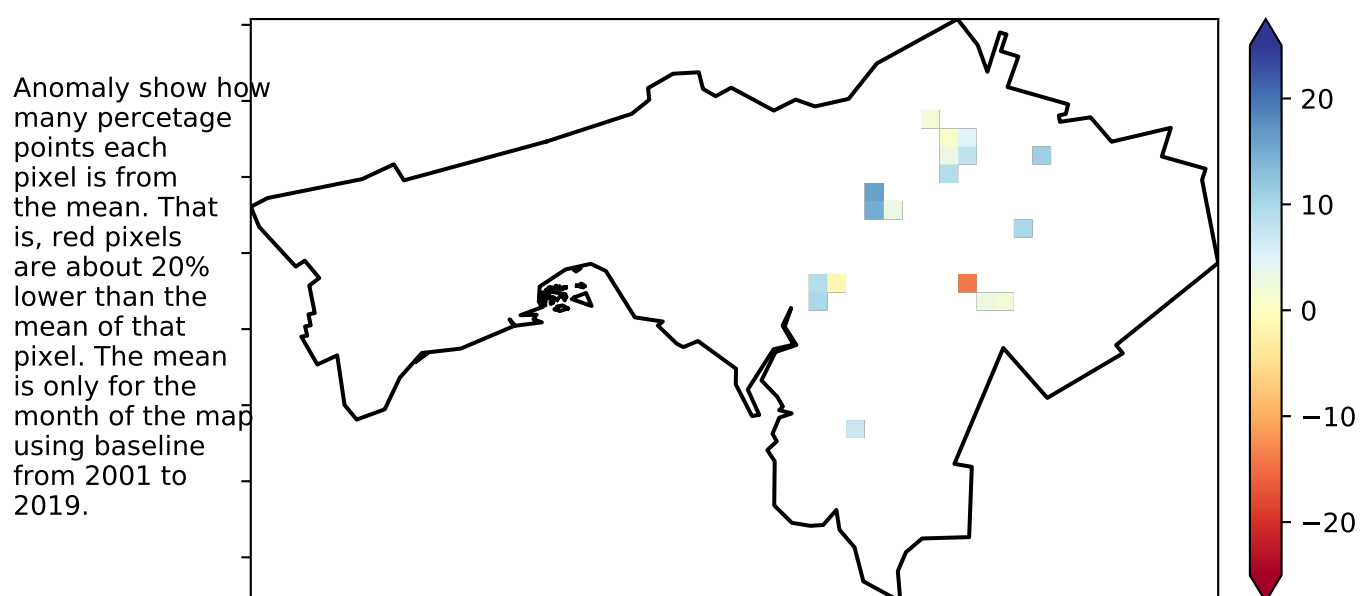 Anomaly show how
many percetage
points each
pixel is from
the mean. That
is, red pixels
are about 20%
lower than the
mean of that
pixel. The mean
is only for the
month of the map
using baseline
from 2001 to
2019.
20
10
0
−10
−20